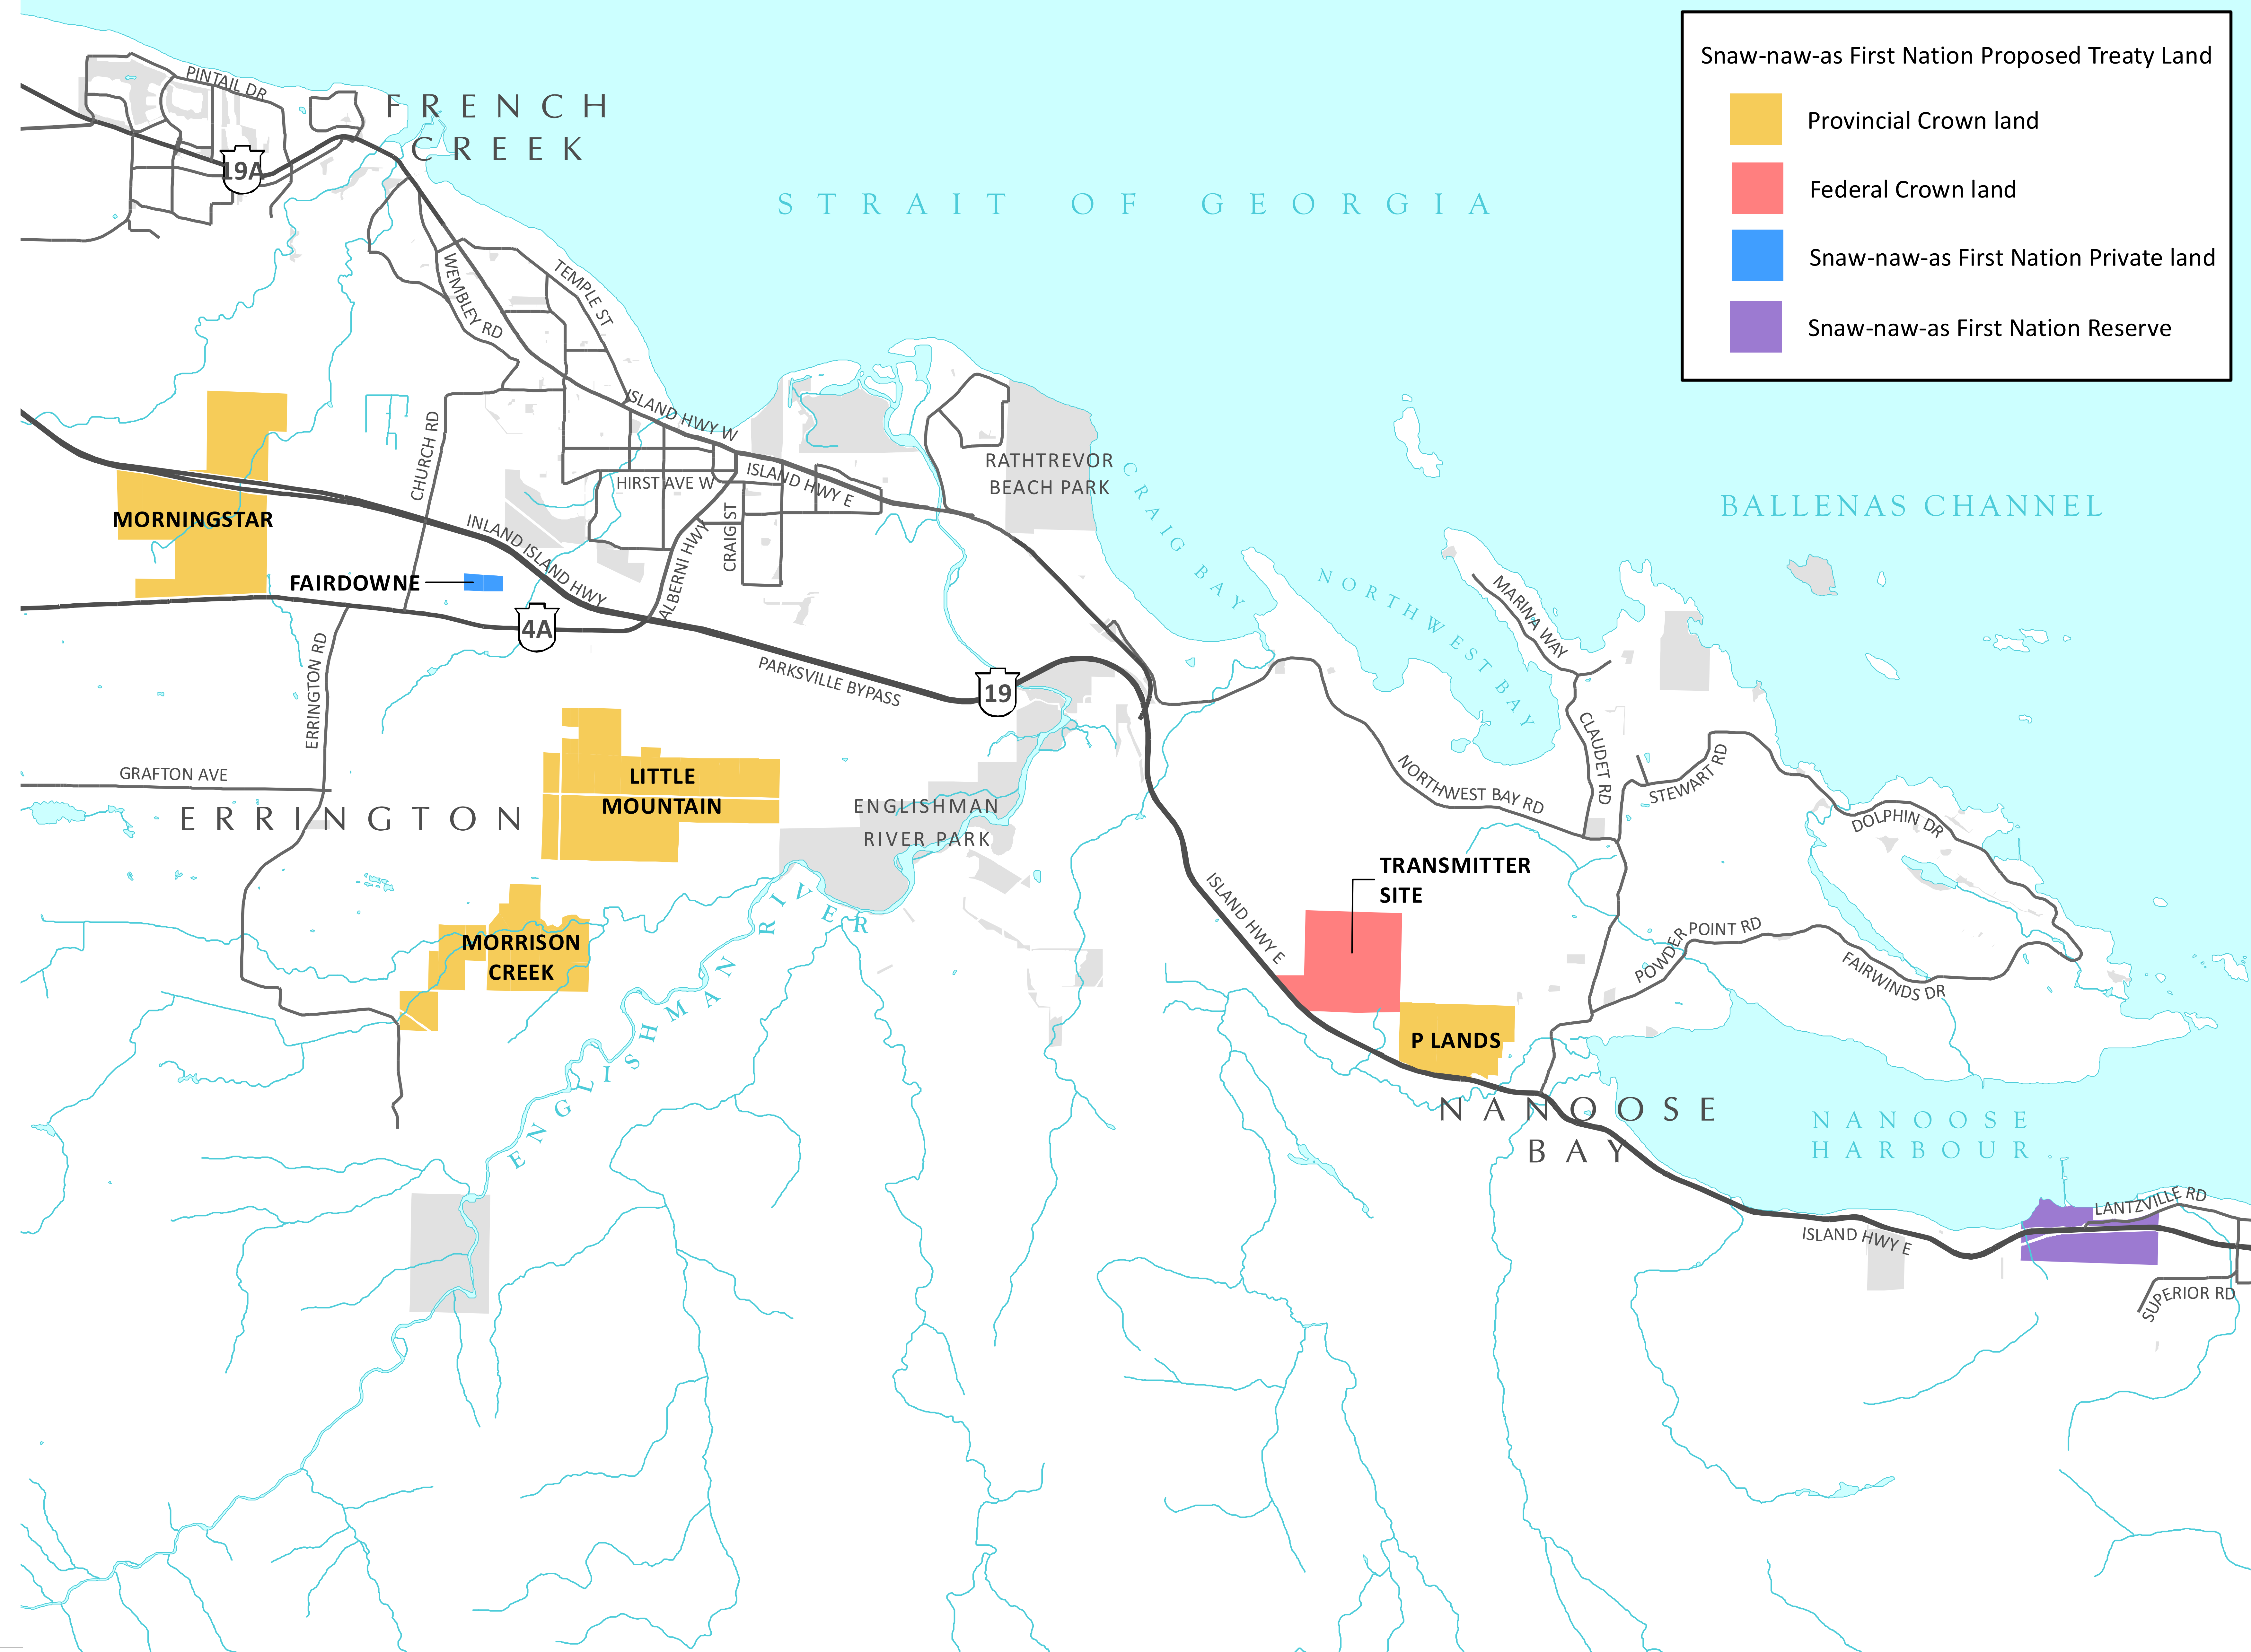 Snaw-naw-as First Nation Proposed Treaty Land
Provincial Crown land
Federal Crown land
Snaw-naw-as First Nation Private land
Snaw-naw-as First Nation Reserve
PINTAIL DR
FRENCH
CREEK
19A
STRAIT OF GEORGIA
WEMBLEY RD
TEMPLE ST
ISLAND HWY W
CHURCH RD
HIRST AVE W
ISLAND HWY E
RATHTREVOR
BEACH PARK
CRAIG BAY
BALLENAS CHANNEL
MORNINGSTAR
INLAND ISLAND HWY
CRAIG ST
ALBERNI HWY
FAIRDOWNE
4A
NORTHWEST BAY
MARINA WAY
ERRINGTON RD
PARKSVILLE BYPASS
19
CLAUDET RD
GRAFTON AVE
LITTLE
MOUNTAIN
NORTHWEST BAY RD
STEWART RD
ERRINGTON
ENGLISHMAN
RIVER PARK
DOLPHIN DR
TRANSMITTER
SITE
ISLAND HWY E
ENGLISHMAN RIVER
MORRISON
CREEK
POWDER POINT RD
FAIRWINDS DR
P LANDS
NANOOSE
BAY
NANOOSE
HARBOUR
LANTZVILLE RD
ISLAND HWY E
SUPERIOR RD